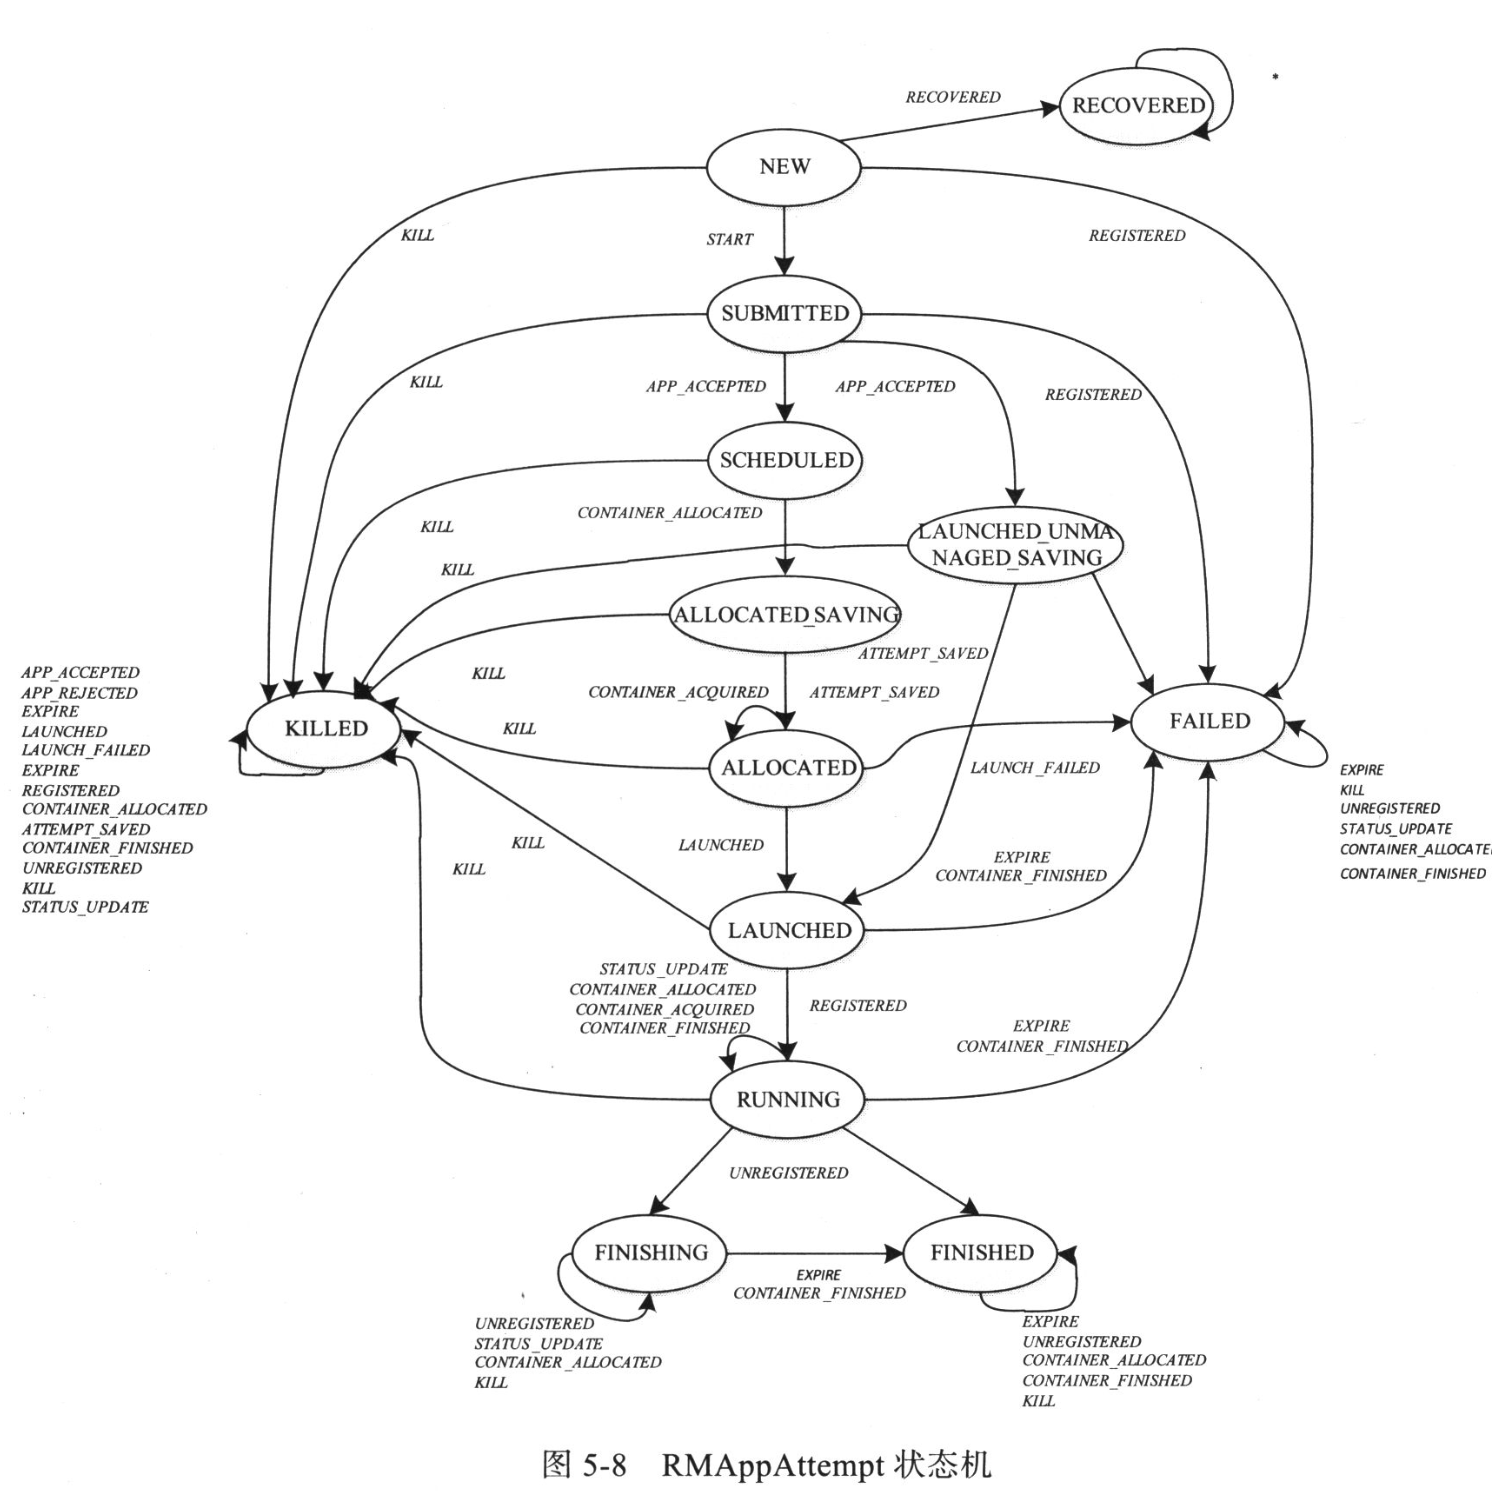 RECOVERED
RECOVERED
*
NEW
KILL
START
REGISTERED
SUBMITTED
KILL
APP_ACCEPTED
APP_ACCEPTED
REGISTERED
SCHEDULED
CONTAINER_ALLOCATED
KILL
LAUNCHED_UNMA
NAGED_SAVING
KILL
ALLOCATED_SAVING
ATTEMPT_SAVED
KILL
CONTAINER_ACQUIRED
ATTEMPT_SAVED
APP_ACCEPTED
APP_REJECTED
EXPIRE
LAUNCHED
LAUNCH_FAILED
EXPIRE
REGISTERED
CONTAINER_ALLOCATED
ATTEMPT_SAVED
CONTAINER_FINISHED
UNREGISTERED
KILL
STATUS_UPDATE
KILLED
KILL
ALLOCATED
FAILED
LAUNCH_FAILED
EXPIRE
KILL
UNREGISTERED
STATUS_UPDATE
CONTAINER_ALLOCATE
CONTAINER_FINISHED
KILL
LAUNCHED
EXPIRE
CONTAINER_FINISHED
KILL
LAUNCHED
STATUS_UPDATE
CONTAINER_ALLOCATED
CONTAINER_ACQUIRED
CONTAINER_FINISHED
REGISTERED
EXPIRE
CONTAINER_FINISHED
RUNNING
UNREGISTERED
FINISHING
FINISHED
EXPIRE
CONTAINER_FINISHED
UNREGISTERED
STATUS_UPDATE
CONTAINER_ALLOCATED
KILL
EXPIRE
UNREGISTERED
CONTAINER_ALLOCATED
CONTAINER_FINISHED
KILL
图 5-8 RMAppAttempt 状态机